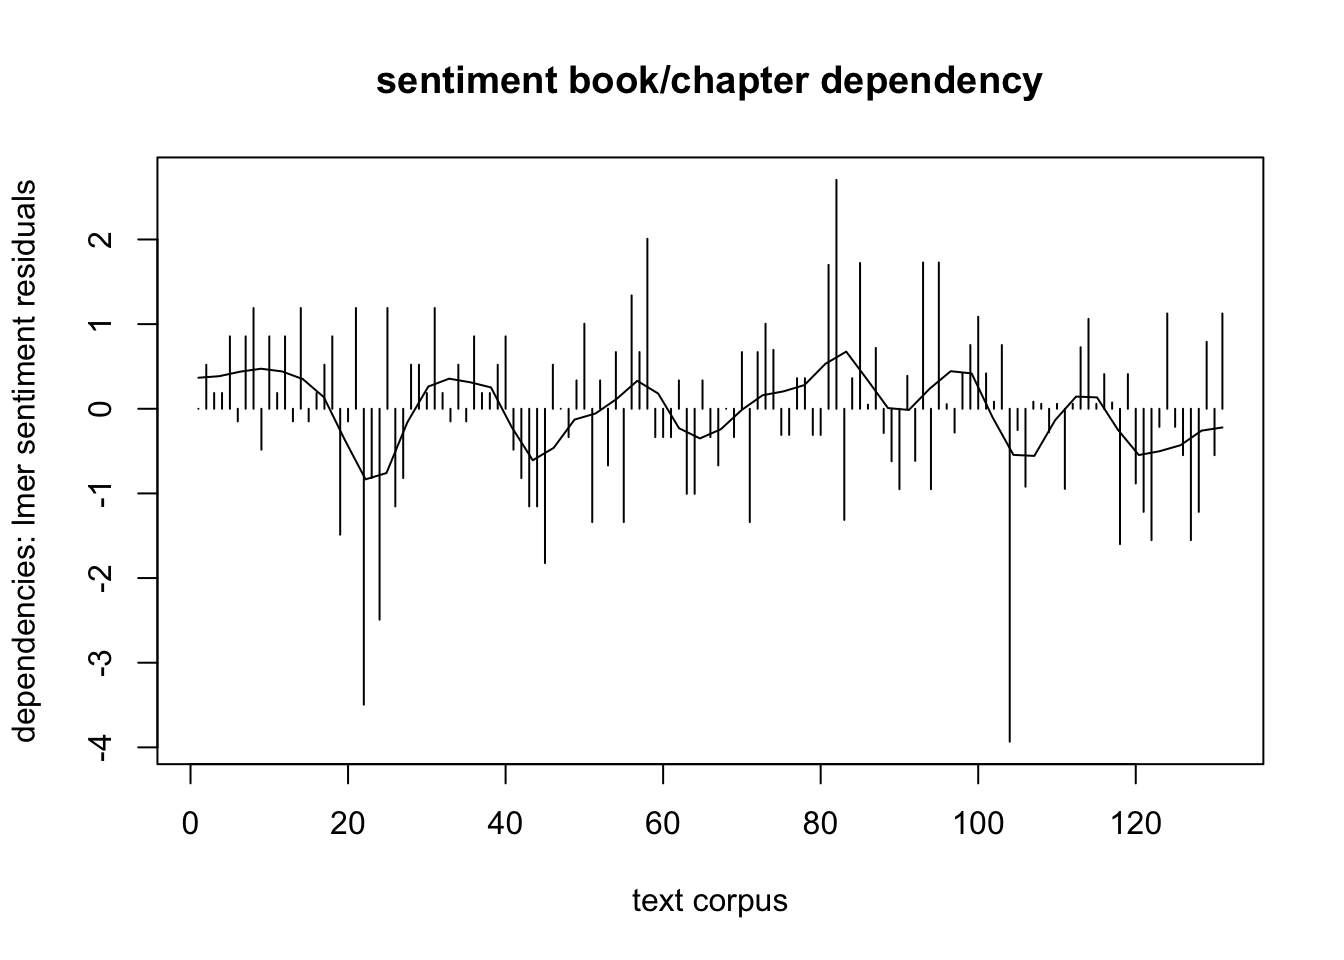 sentiment book/chapter dependency
dependencies: lmer sentiment residuals
2
1
0
-1
-2
-3
-4
0 20 40 60 80 100 120
text corpus